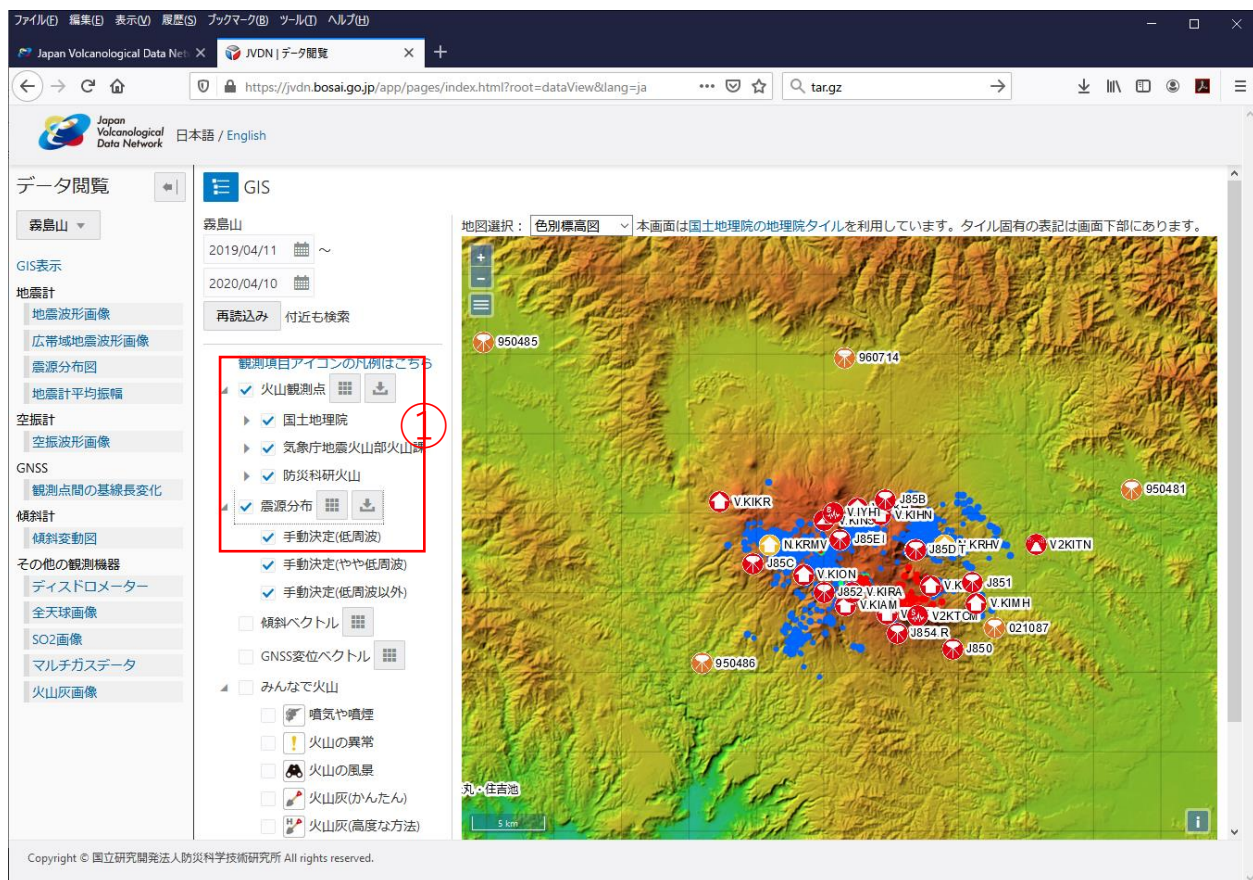 ファイル(F) 編集(E) 表示(V) 履歴(S) ブックマーク(B) ツール(T) ヘルプ(H)
Japan Volcanological Data Net
JVDN | データ閲覧
https://jvdn.bosai.go.jp/app/pages/index.html?root=dataView&lang=ja
tar.gz
Japan
Volcanological
Data Network
日本語 / English
データ閲覧
霧島山
GIS表示
地震計
地震波形画像
広帯域地震波形画像
震源分布図
地震計平均振幅
空振計
空振波形画像
GNSS
観測点間の基線長変化
傾斜計
傾斜変動図
その他の観測機器
ディスドロメーター
全天球画像
SO2画像
マルチガスデータ
火山灰画像
GIS
霧島山
2019/04/11 ～
2020/04/10
再読込み 付近も検索
観測項目アイコンの凡例はこちら
火山観測点
国土地理院
気象庁地震火山部火山課
防災科研火山
震源分布
手動決定(低周波)
手動決定(やや低周波)
手動決定(低周波以外)
傾斜ベクトル
GNSS変位ベクトル
みんなで火山
噴気や噴煙
火山の異常
火山の風景
火山灰(かんたん)
火山灰(高度な方法)
①
地図選択： 色別標高図 本画面は国土地理院の地理院タイルを利用しています。タイル固有の表記は画面下部にあります。
+
-
950485
960714
950481
V.KIKR
J85B
V.IYHI
V.KINS
V.KIHN
N.KRMV
J85EI
J85DT
KRHV
V2KITN
J85C
V.KION
J851
J852
V.KIRA
V.KIAM
V.KIMH
V2KTCM
021087
J854.R
J850
950486
丸・住吉池
5 km
i
Copyright © 国立研究開発法人防災科学技術研究所 All rights reserved.